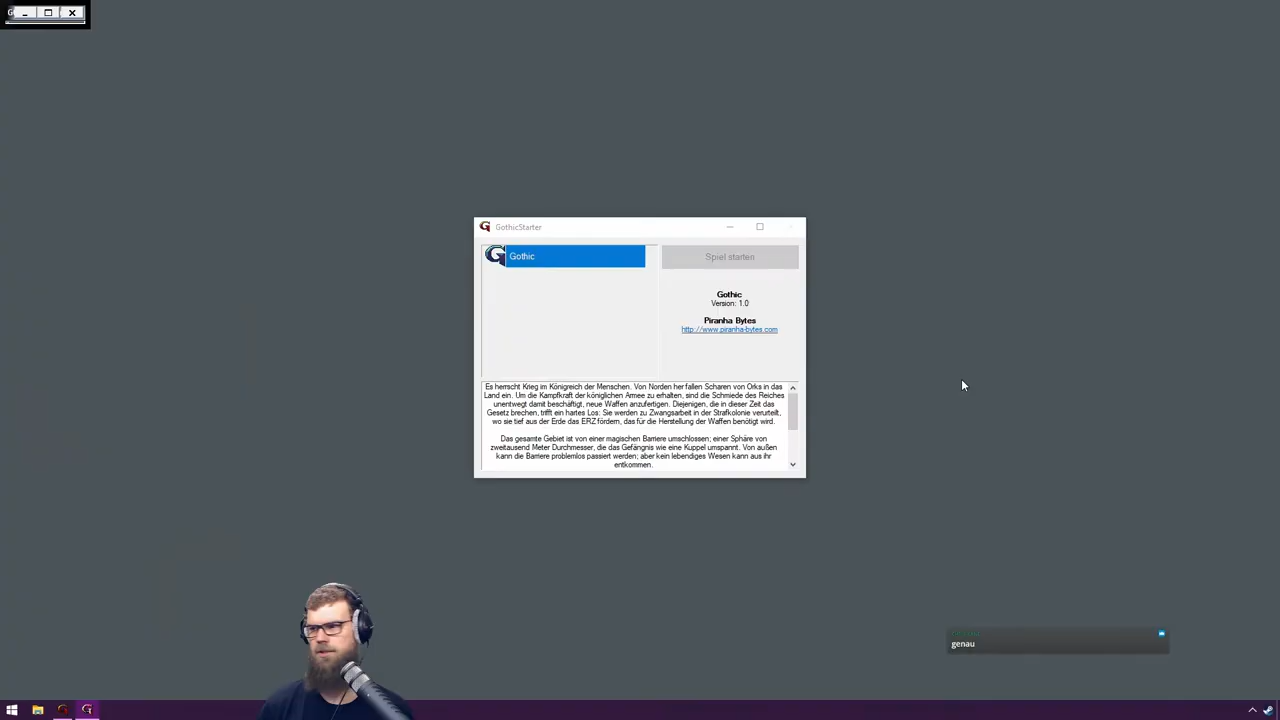 GothicStarter
Gothic
Spiel starten
Gothic
Version: 1.0
Piranha Bytes
http://www.piranha-bytes.com
Es herrscht Krieg im Königreich der Menschen. Von Norden her fallen Scharen von Orks in das
Land ein. Um die Kampfkraft der königlichen Armee zu erhalten, sind die Schmiede des Reiches
unentwegt damit beschäftigt, neue Waffen anzufertigen. Diejenigen, die in dieser Zeit das
Gesetz brechen, trifft ein hartes Los: Sie werden zu Zwangsarbeit in der Strafkolonie verurteilt,
wo sie tief aus der Erde das ERZ fördern, das für die Herstellung der Waffen benötigt wird.
Das gesamte Gebiet ist von einer magischen Barriere umschlossen; einer Sphäre von
zweitausend Meter Durchmesser, die das Gefängnis wie eine Kuppel umspannt. Von außen
kann die Barriere problemlos passiert werden; aber kein lebendiges Wesen kann aus ihr
entkommen.
genau